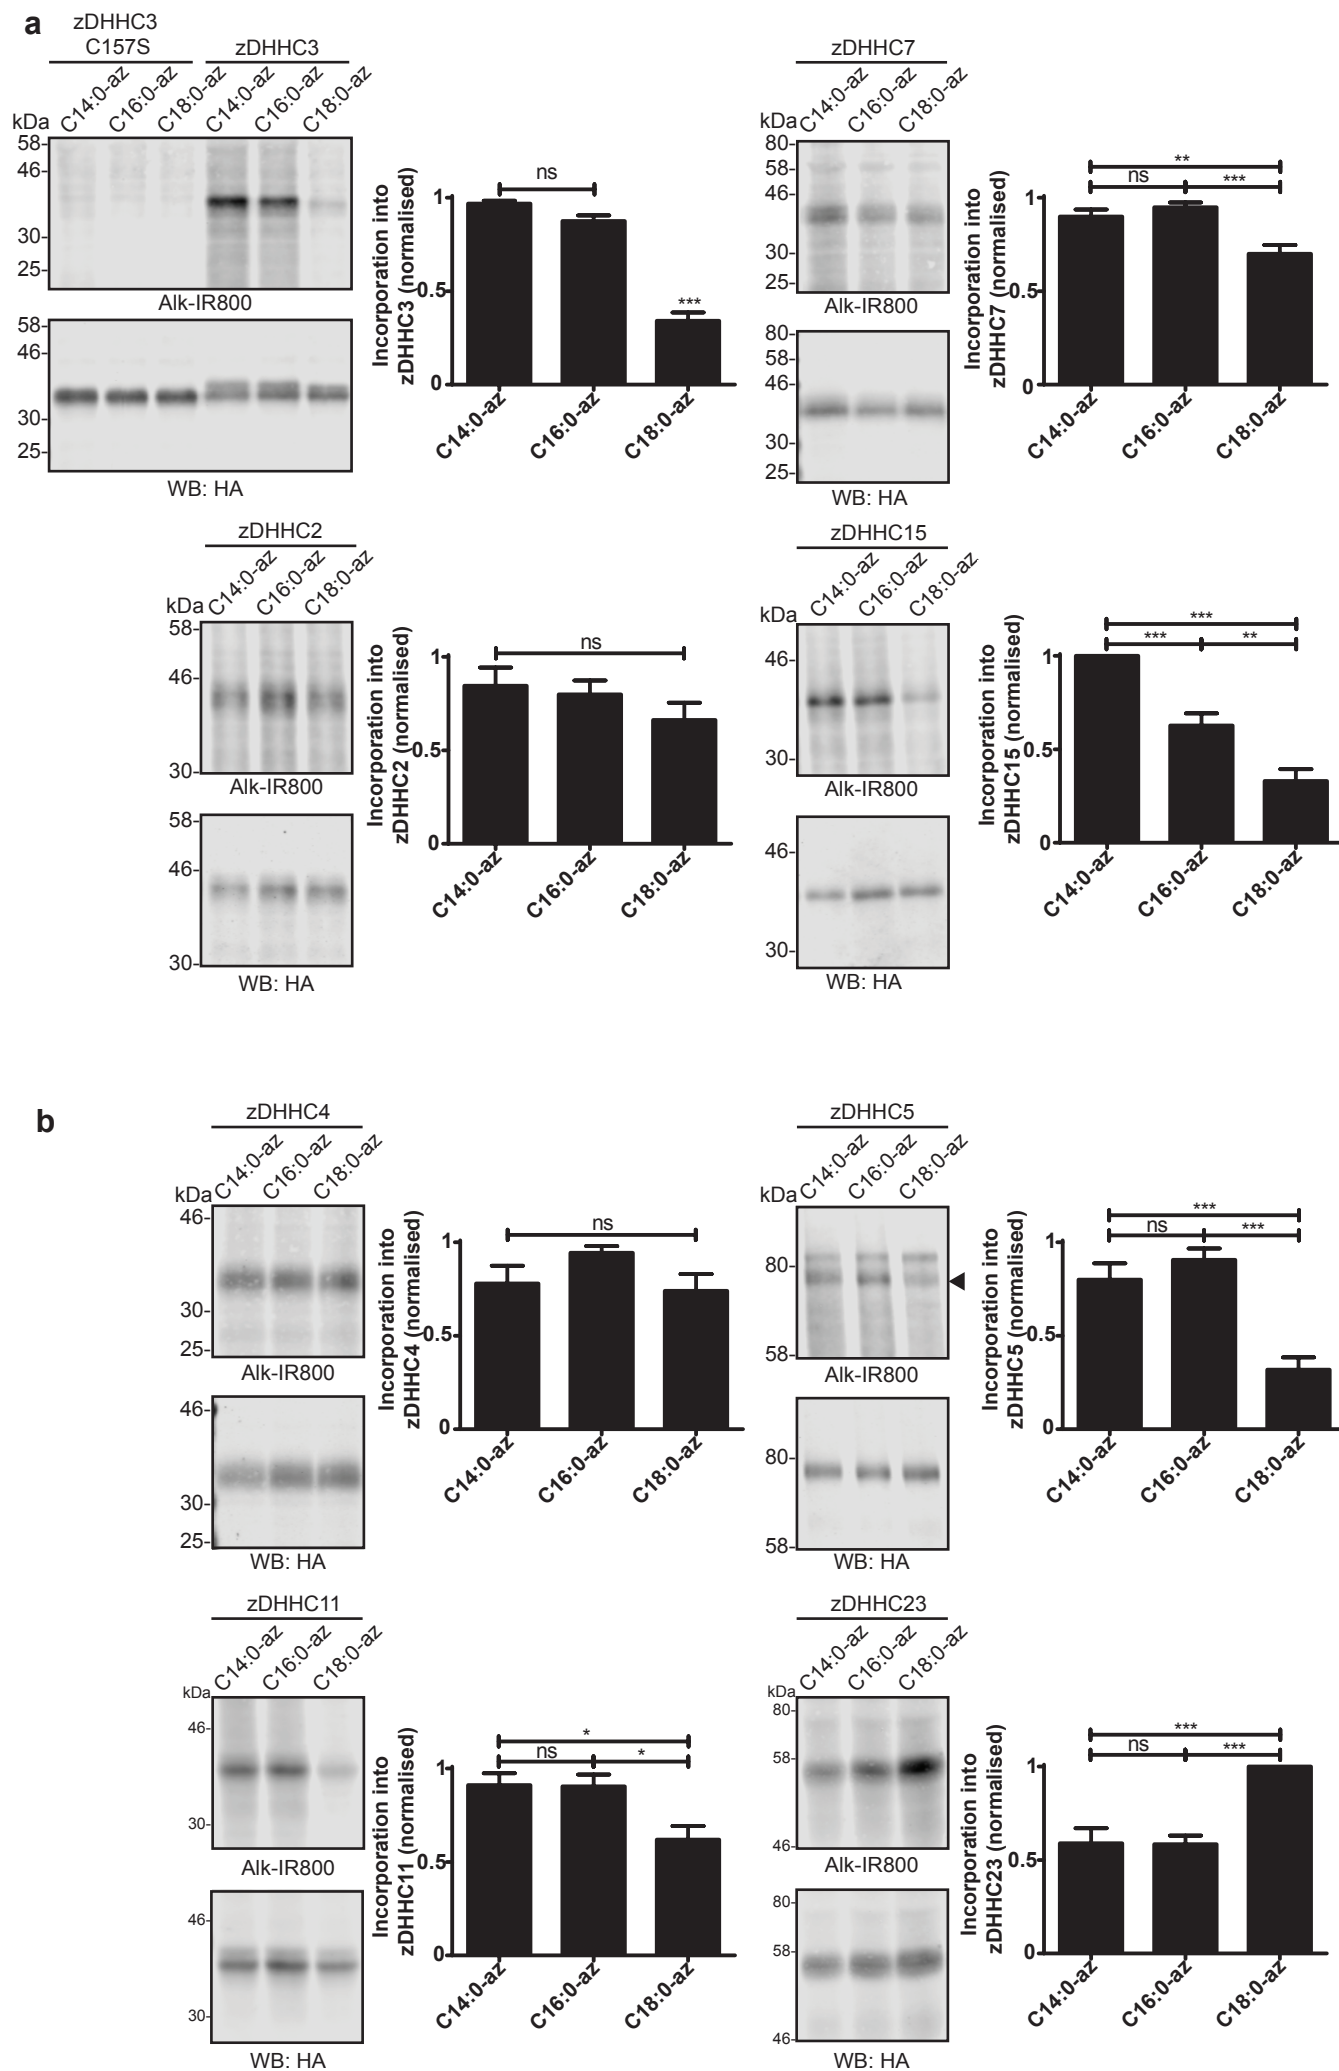 a
zDHHC3
C157S
zDHHC3
C14:0-az C16:0-az C18:0-az C14:0-az C16:0-az C18:0-az
kDa
58-
46-
30-
25-
Alk-IR800
58-
46-
30-
25-
WB: HA
Incorporation into
zDHHC3 (normalised)
1
0.5
0
ns
***
C14:0-az C16:0-az C18:0-az
zDHHC7
C14:0-az C16:0-az C18:0-az
kDa
80-
58-
46-
30-
25-
Alk-IR800
80-
58-
46-
30-
25-
WB: HA
Incorporation into
zDHHC7 (normalised)
1
0.5
0
**
ns ***
C14:0-az C16:0-az C18:0-az
zDHHC2
C14:0-az C16:0-az C18:0-az
kDa
58-
46-
30-
Alk-IR800
58-
46-
30-
WB: HA
Incorporation into
zDHHC2 (normalised)
1
0.5
0
ns
C14:0-az C16:0-az C18:0-az
zDHHC15
C14:0-az C16:0-az C18:0-az
kDa
46-
30-
Alk-IR800
46-
30-
WB: HA
Incorporation into
zDHHC15 (normalised)
1
0.5
0
***
*** **
C14:0-az C16:0-az C18:0-az
b
zDHHC4
C14:0-az C16:0-az C18:0-az
kDa
46-
30-
25-
Alk-IR800
46-
30-
25-
WB: HA
Incorporation into
zDHHC4 (normalised)
1
0.5
0
ns
C14:0-az C16:0-az C18:0-az
zDHHC5
C14:0-az C16:0-az C18:0-az
kDa
80-
58-
Alk-IR800
80-
58-
WB: HA
Incorporation into
zDHHC5 (normalised)
1
0.5
0
***
ns ***
C14:0-az C16:0-az C18:0-az
zDHHC11
C14:0-az C16:0-az C18:0-az
kDa
46-
30-
Alk-IR800
46-
30-
WB: HA
Incorporation into
zDHHC11 (normalised)
1
0.5
0
*
ns *
C14:0-az C16:0-az C18:0-az
zDHHC23
C14:0-az C16:0-az C18:0-az
kDa
80-
58-
46-
Alk-IR800
80-
58-
46-
WB: HA
Incorporation into
zDHHC23 (normalised)
1
0.5
0
***
ns ***
C14:0-az C16:0-az C18:0-az